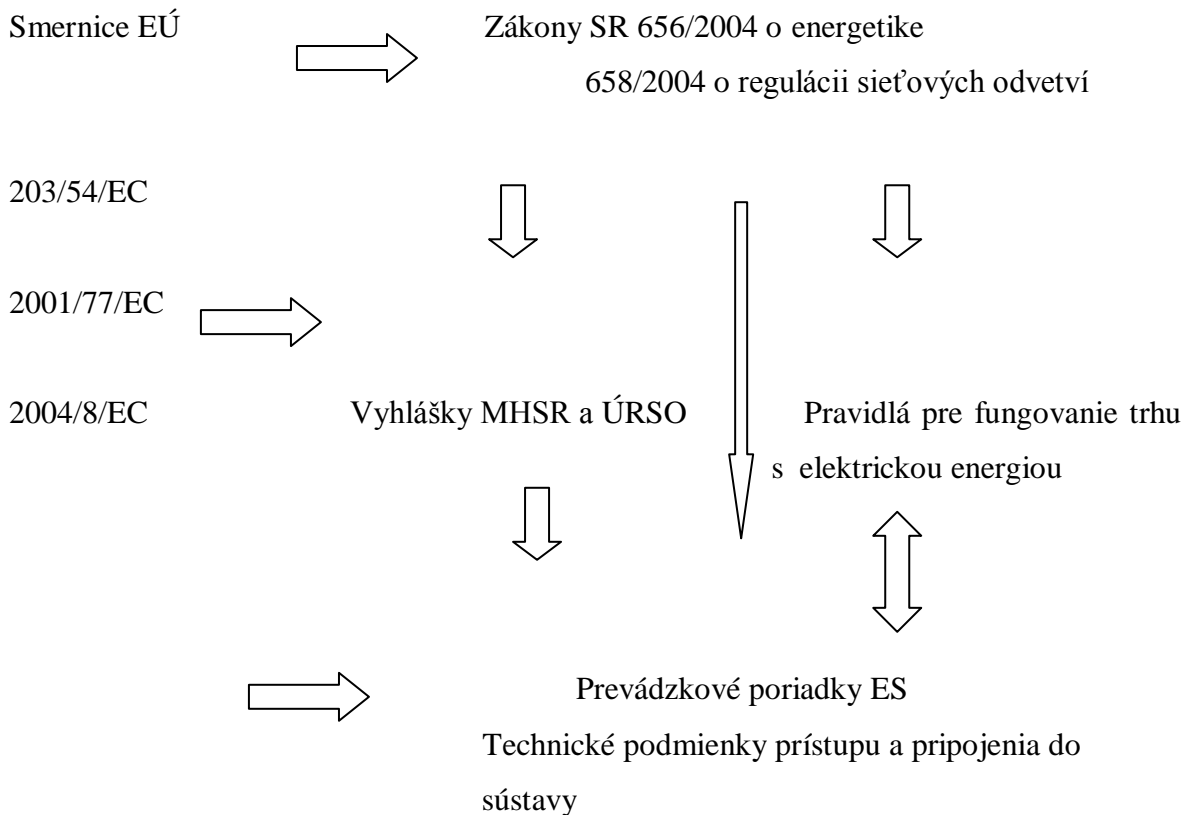 Smernice EÚ
Zákony SR 656/2004 o energetike
658/2004 o regulácii sieťových odvetví
203/54/EC
2001/77/EC
2004/8/EC
Vyhlášky MHSR a ÚRSO
Pravidlá pre fungovanie trhu
s elektrickou energiou
Prevádzkové poriadky ES
Technické podmienky prístupu a pripojenia do
sústavy